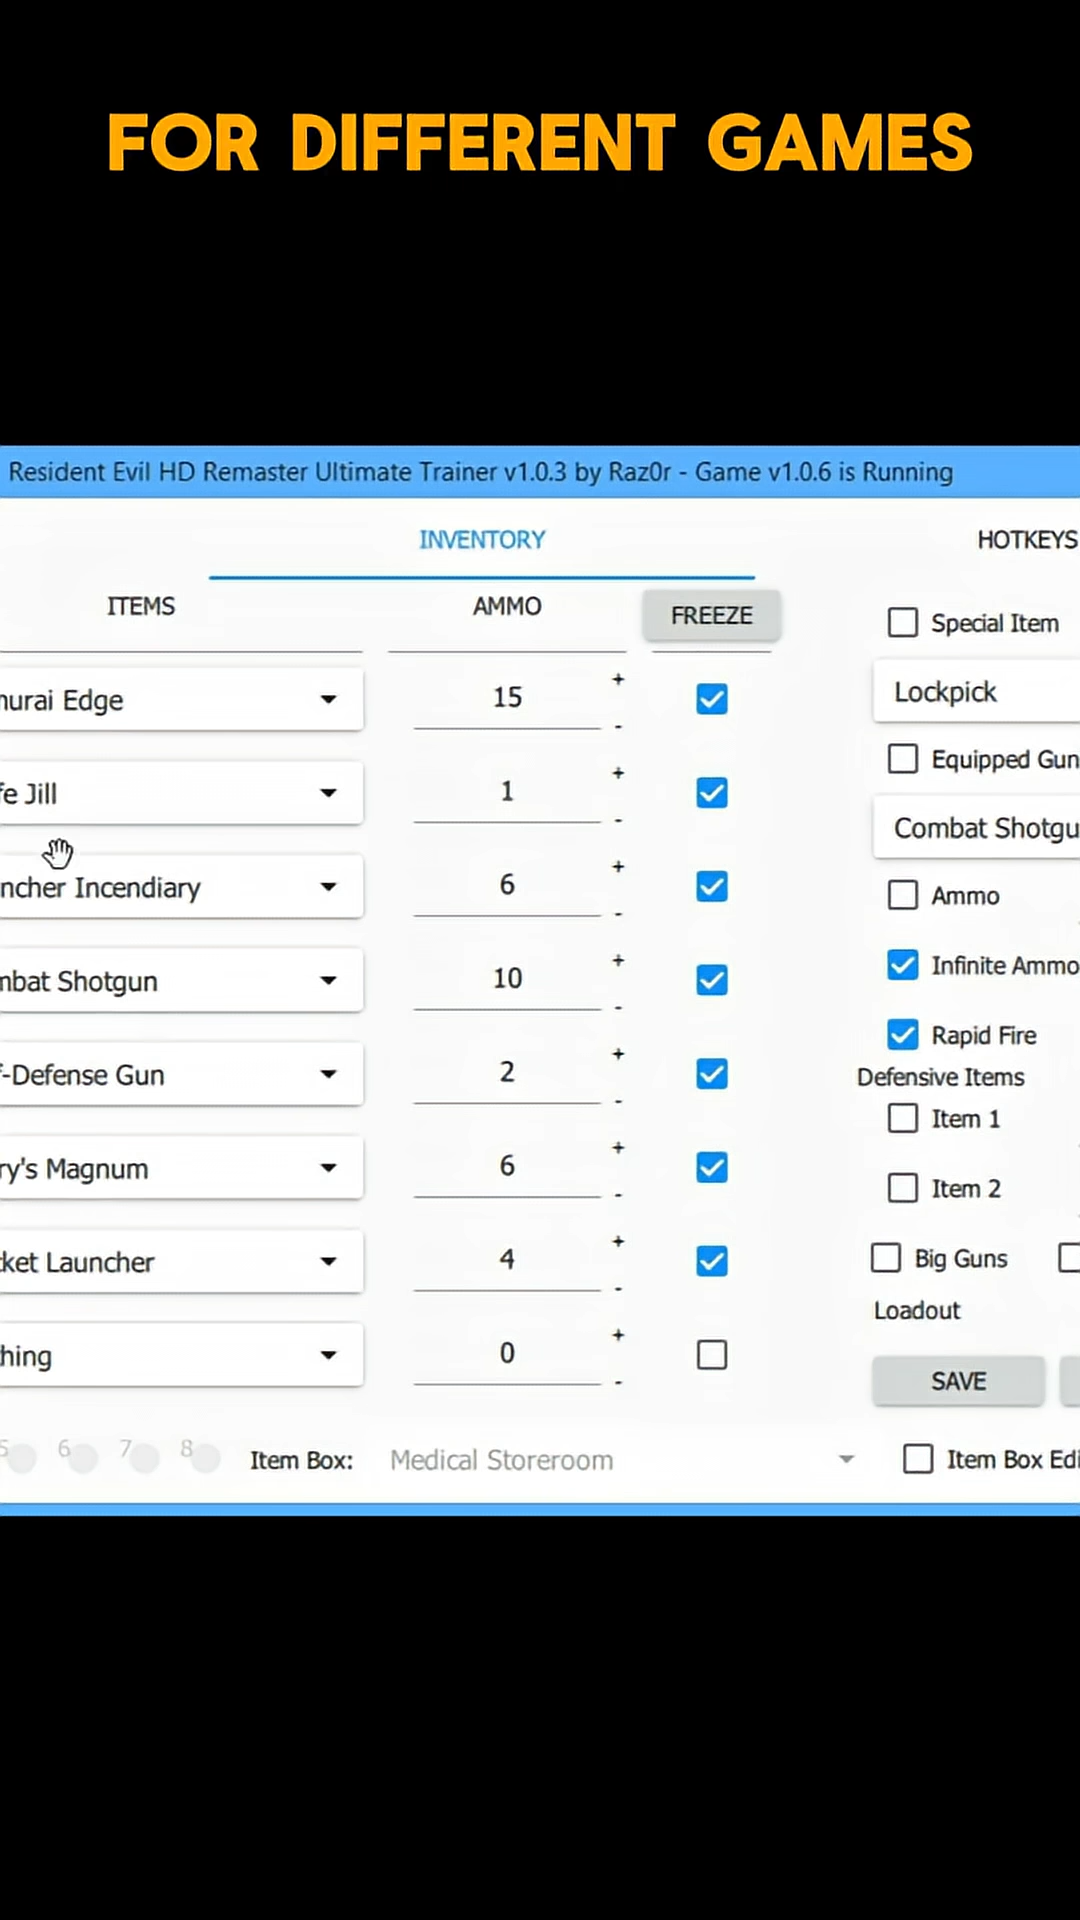 FOR DIFFERENT GAMES
Resident Evil HD Remaster Ultimate Trainer v1.0.3 by Raz0r - Game v1.0.6 is Running
INVENTORY
HOTKEYS
ITEMS
AMMO
FREEZE
Special Item
urai Edge
15
+
-
Lockpick
Equipped Gun
e Jill
1
+
-
Combat Shotgu
ncher Incendiary
6
+
-
Ammo
mbat Shotgun
10
+
-
Infinite Ammo
Rapid Fire
-Defense Gun
2
+
-
Defensive Items
Item 1
ry's Magnum
6
+
-
Item 2
ket Launcher
4
+
-
Big Guns
Loadout
hing
0
+
-
SAVE
5 6 7 8
Item Box:
Medical Storeroom
Item Box Edi